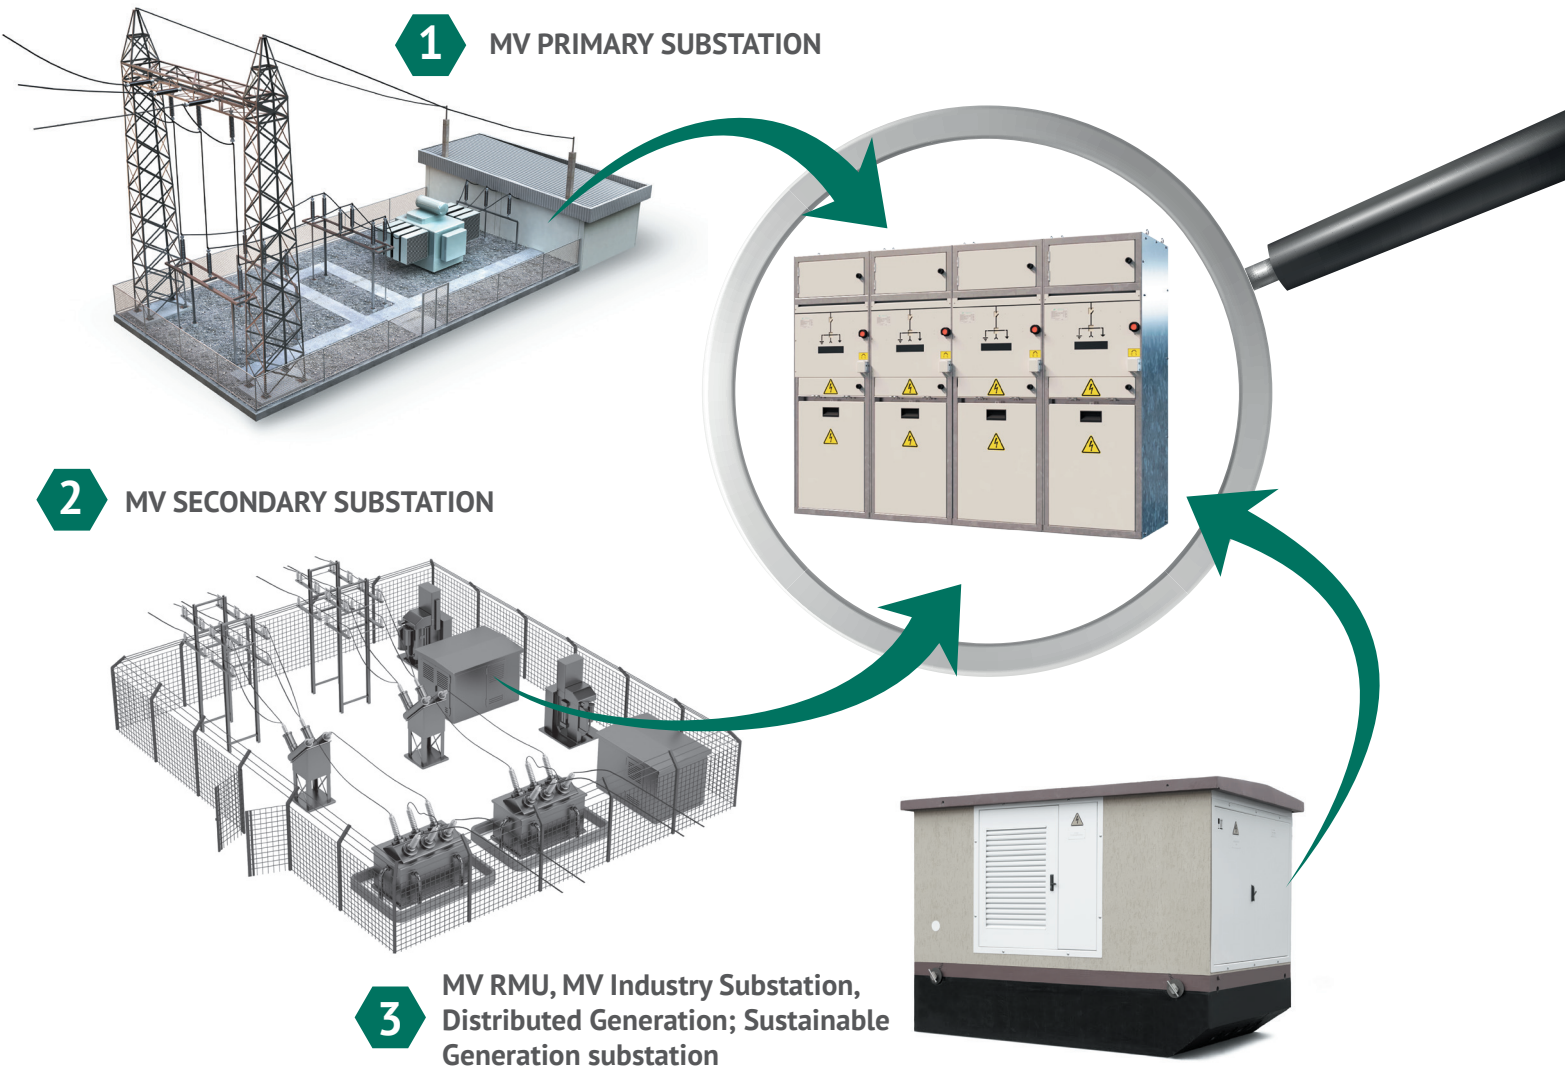 1
MV PRIMARY SUBSTATION
2
MV SECONDARY SUBSTATION
3
MV RMU, MV Industry Substation,
Distributed Generation; Sustainable
Generation substation